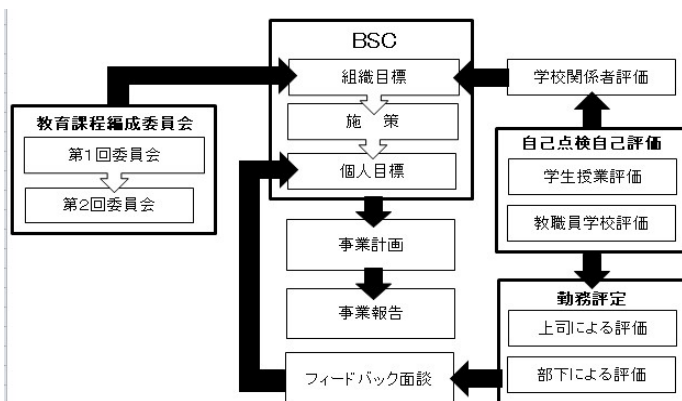 BSC
組織目標
施　策
個人目標
教育課程編成委員会
第1回委員会
第2回委員会
事業計画
事業報告
フィードバック面談
学校関係者評価
自己点検自己評価
学生授業評価
教職員学校評価
勤務評定
上司による評価
部下による評価